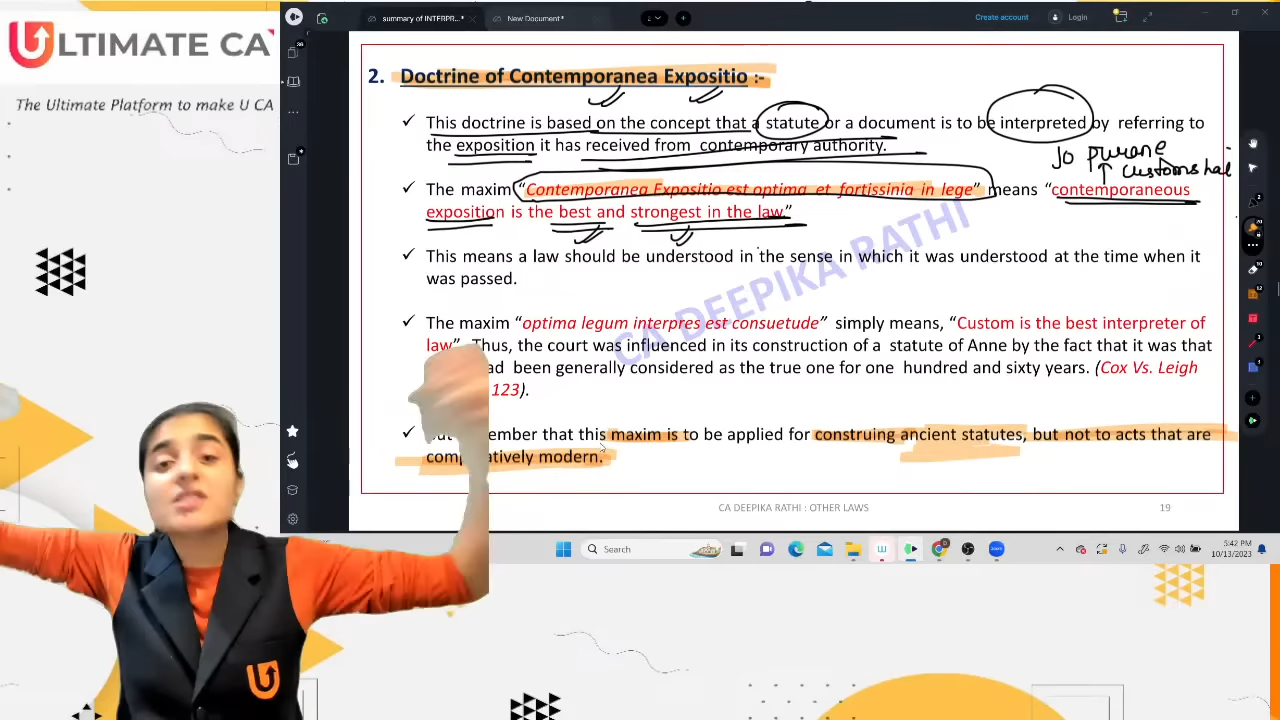 ULTIMATE CA
The Ultimate Platform to make U CA
summary of INTERPR...*
New Document*
2
Create account
Login
2. Doctrine of Contemporanea Expositio :-
✓ This doctrine is based on the concept that a statute or a document is to be interpreted by referring to
the exposition it has received from contemporary authority.
jo purane
customs hai
✓ The maxim “Contemporanea Expositio est optima et fortissinia in lege” means “contemporaneous
exposition is the best and strongest in the law.”
✓ This means a law should be understood in the sense in which it was understood at the time when it
was passed.
✓ The maxim “optima legum interpres est consuetude” simply means, “Custom is the best interpreter of
law”. Thus, the court was influenced in its construction of a statute of Anne by the fact that it was that
had been generally considered as the true one for one hundred and sixty years. (Cox Vs. Leigh
123).
✓ member that this maxim is to be applied for construing ancient statutes, but not to acts that are
atively modern.
CA DEEPIKA RATHI
CA DEEPIKA RATHI : OTHER LAWS
19
Search
5:42 PM
10/13/2023